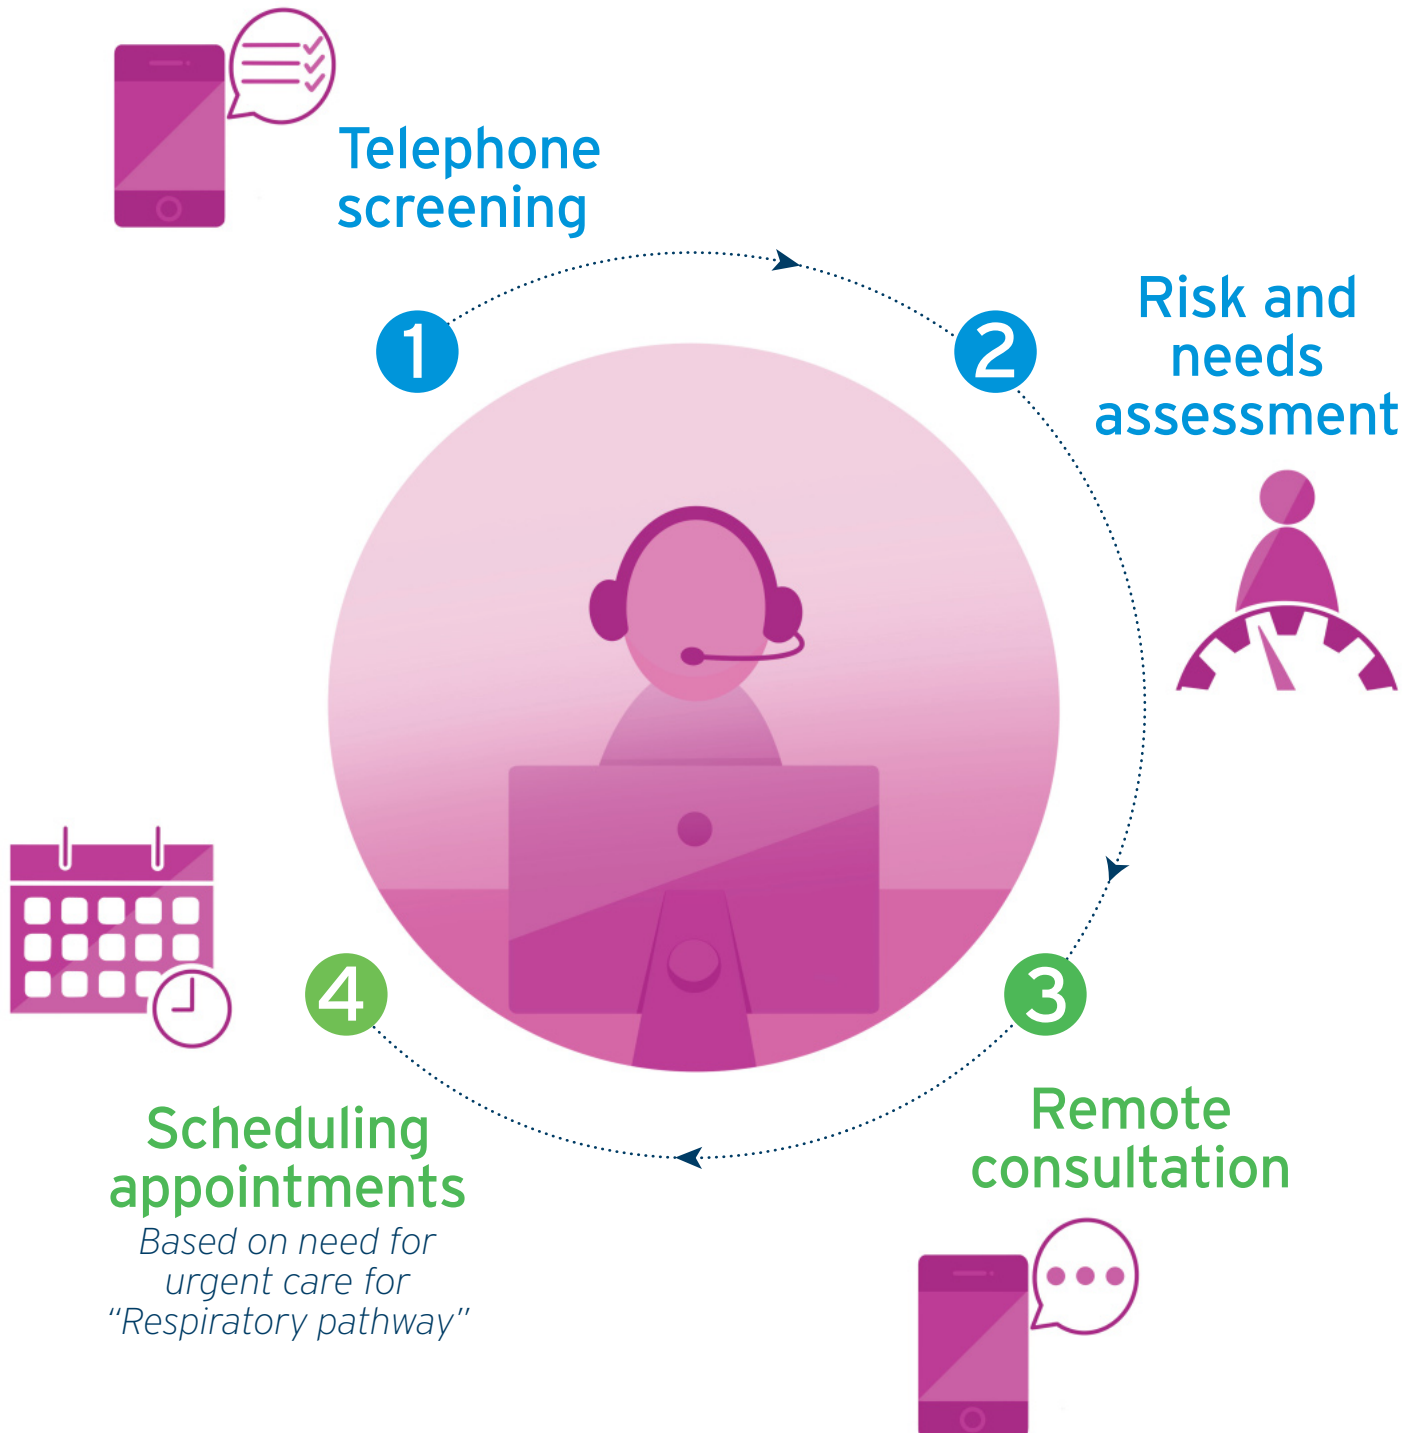 Telephone
screening
1
2
Risk and
needs
assessment
3
Remote
consultation
4
Scheduling
appointments
Based on need for
urgent care for
“Respiratory pathway”